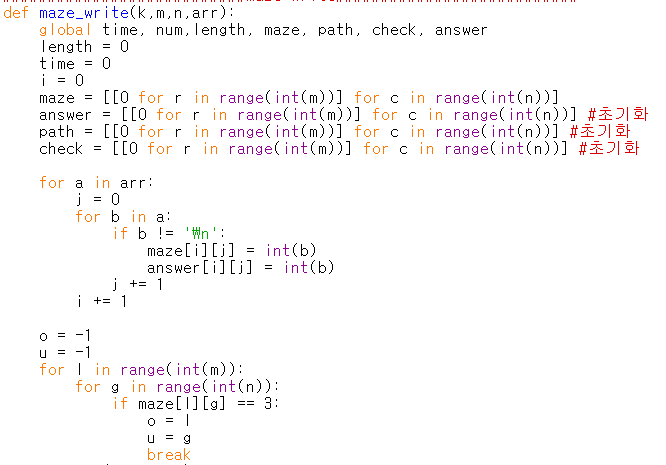 def maze_write(k,m,n,arr):
    global time, num,length, maze, path, check, answer
    length = 0
    time = 0
    i = 0
    maze = [[0 for r in range(int(m))] for c in range(int(n))]
    answer = [[0 for r in range(int(m))] for c in range(int(n))] #초기화
    path = [[0 for r in range(int(m))] for c in range(int(n))] #초기화
    check = [[0 for r in range(int(m))] for c in range(int(n))] #초기화

    for a in arr:
        j = 0
        for b in a:
            if b != '₩n':
                maze[i][j] = int(b)
                answer[i][j] = int(b)
            j += 1
        i += 1

    o = -1
    u = -1
    for l in range(int(m)):
        for g in range(int(n)):
            if maze[l][g] == 3:
                o = l
                u = g
                break